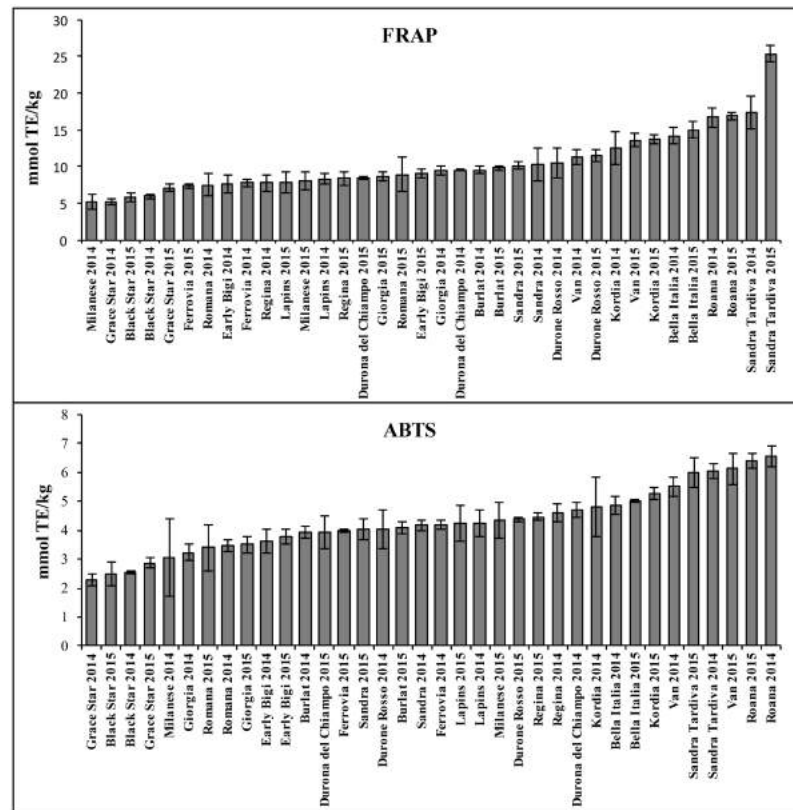 FRAP
mmol TE/kg
30
25
20
15
10
5
0
Milanese 2014
Grace Star 2014
Black Star 2015
Black Star 2014
Grace Star 2015
Ferrovia 2015
Romana 2014
Early Bigi 2014
Ferrovia 2014
Regina 2014
Lapins 2015
Milanese 2015
Lapins 2014
Regina 2015
Durona del Chiampo 2015
Giorgia 2015
Romana 2015
Early Bigi 2015
Giorgia 2014
Durona del Chiampo 2014
Burlat 2014
Burlat 2015
Sandra 2015
Sandra 2014
Durone Rosso 2014
Van 2014
Durone Rosso 2015
Kordia 2014
Van 2015
Kordia 2015
Bella Italia 2014
Bella Italia 2015
Roana 2014
Roana 2015
Sandra Tardiva 2014
Sandra Tardiva 2015
ABTS
mmol TE/kg
8
7
6
5
4
3
2
1
0
Grace Star 2014
Black Star 2015
Black Star 2014
Grace Star 2015
Milanese 2014
Giorgia 2014
Romana 2015
Romana 2014
Giorgia 2015
Early Bigi 2014
Early Bigi 2015
Burlat 2014
Durona del Chiampo 2015
Ferrovia 2015
Sandra 2015
Durone Rosso 2014
Burlat 2015
Sandra 2014
Ferrovia 2014
Lapins 2015
Lapins 2014
Milanese 2015
Durone Rosso 2015
Regina 2015
Regina 2014
Durona del Chiampo 2014
Kordia 2014
Bella Italia 2014
Bella Italia 2015
Kordia 2015
Van 2014
Sandra Tardiva 2015
Sandra Tardiva 2014
Van 2015
Roana 2015
Roana 2014